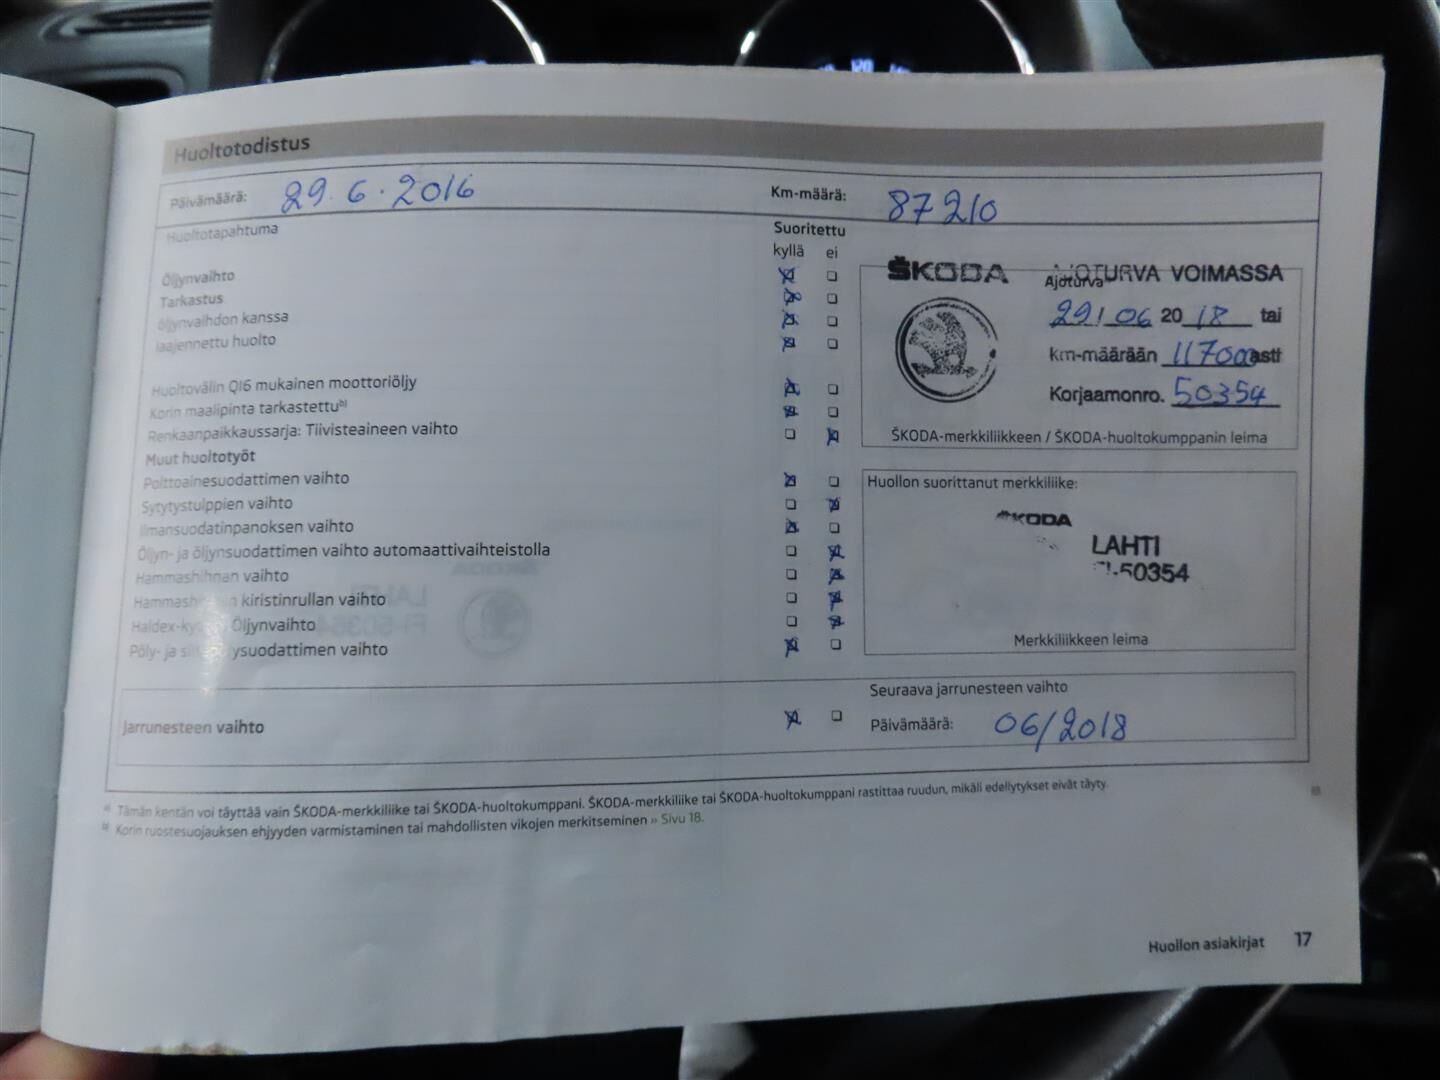 120
Huoltotodistus
Päivämäärä: 29.6.2016 Km-määrä: 87210
Huoltotapahtuma Suoritettu
kyllä ei
Öljynvaihto
Tarkastus
öljynvaihdon kanssa
laajennettu huolto
Huoltovälin QI6 mukainen moottoriöljy
Korin maalipinta tarkastettu b)
Renkaanpaikkaussarja: Tiivisteaineen vaihto
Muut huoltotyöt
Polttoainesuodattimen vaihto
Sytytystulppien vaihto
Ilmansuodatinpanoksen vaihto
Öljyn- ja öljynsuodattimen vaihto automaattivaihteistolla
Hammashihnan vaihto
kiristinrullan vaihto
Öljynvaihto
Pöly- ja vaihto
ŠKODA AJOTURVA VOIMASSA
Ajoturva
29/06 2018 tai
km-määrään 117000 asti
Korjaamonro. 50354
ŠKODA-merkkiliikkeen / ŠKODA-huoltokumppanin leima
Huollon suorittanut merkkiliike:
ŠKODA
LAHTI
FI-50354
Merkkiliikkeen leima
Jarrunesteen vaihto
Seuraava jarrunesteen vaihto
Päivämäärä: 06/2018
a) Tämän kentän voi täyttää vain ŠKODA-merkkiliike tai ŠKODA-huoltokumppani. ŠKODA-merkkiliike tai ŠKODA-huoltokumppani rastittaa ruudun, mikäli edellytykset eivät täyty.
b) Korin ruostesuojauksen ehjyyden varmistaminen tai mahdollisten vikojen merkitseminen » Sivu 18.
Huollon asiakirjat 17